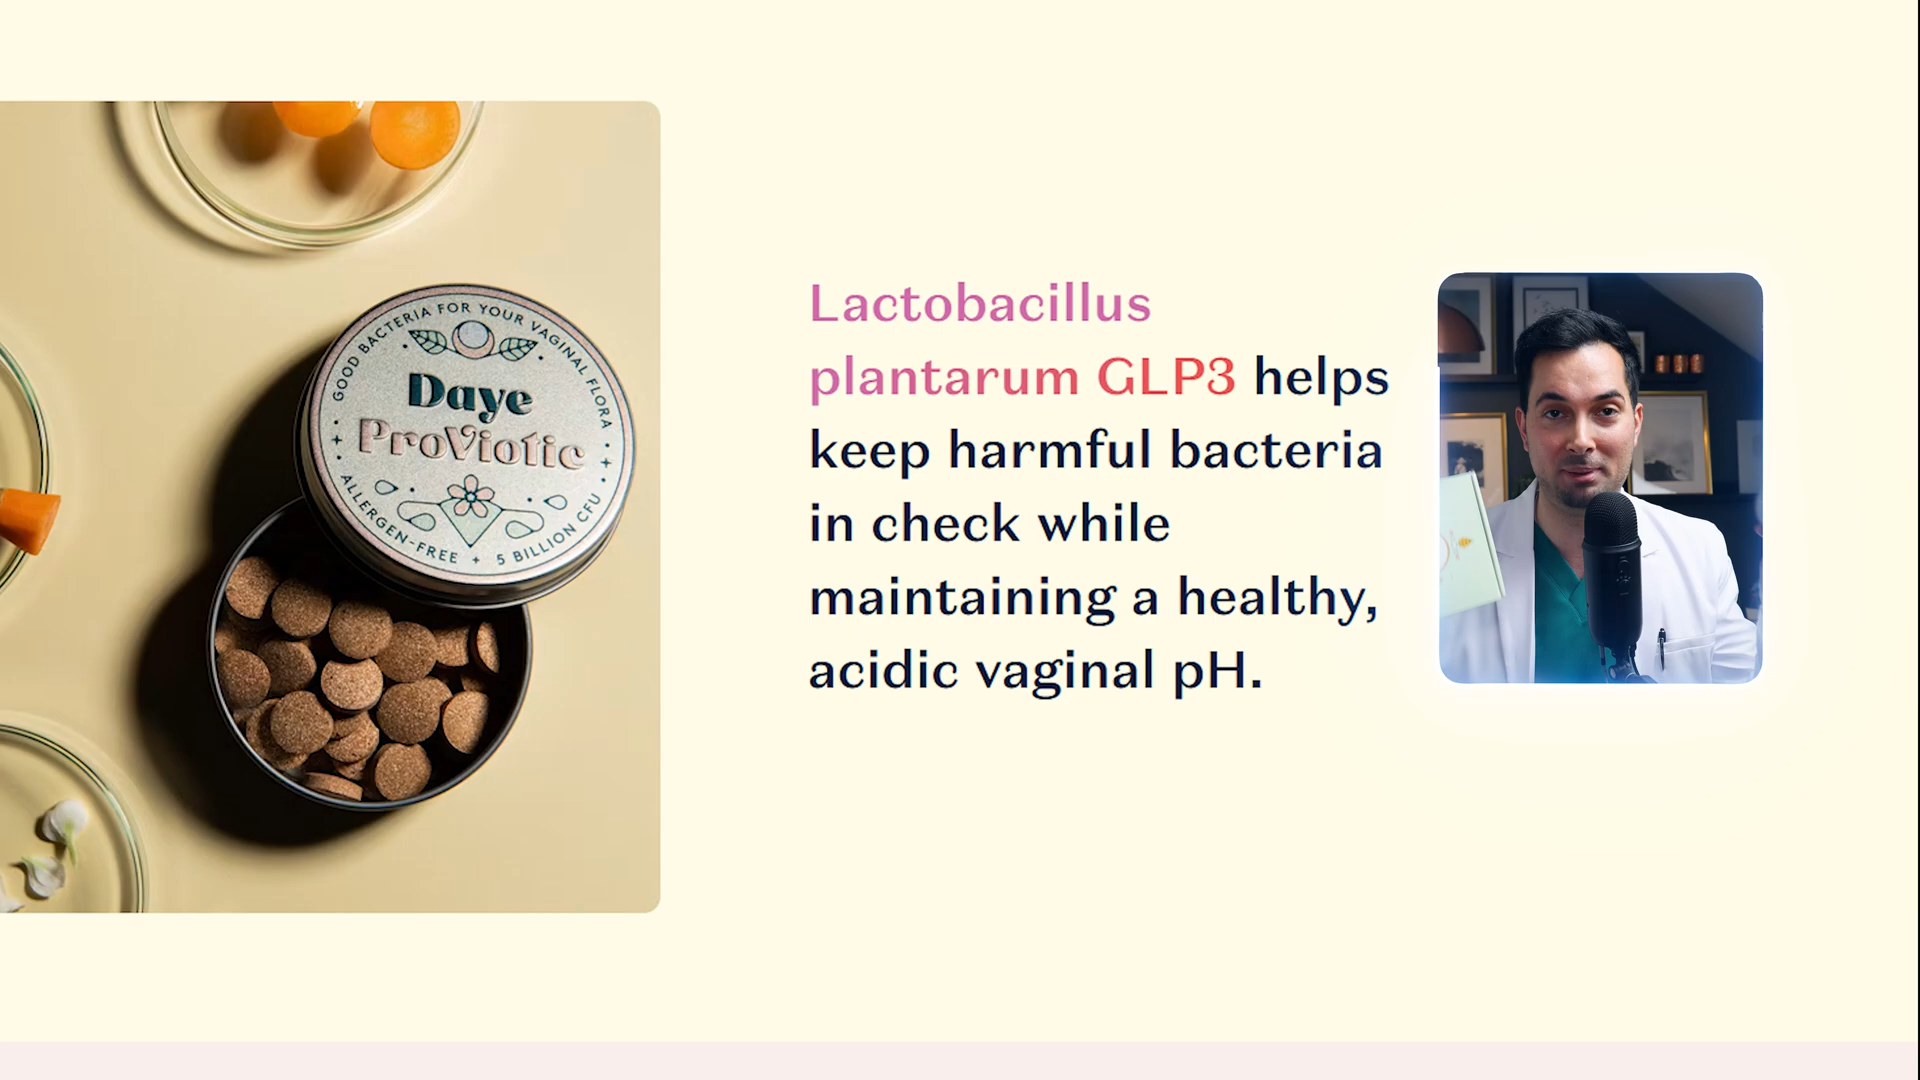 GOOD BACTERIA FOR YOUR VAGINAL FLORA
Daye
ProViotic
ALLERGEN-FREE + 5 BILLION CFU
Lactobacillus
plantarum GLP3 helps
keep harmful bacteria
in check while
maintaining a healthy,
acidic vaginal pH.